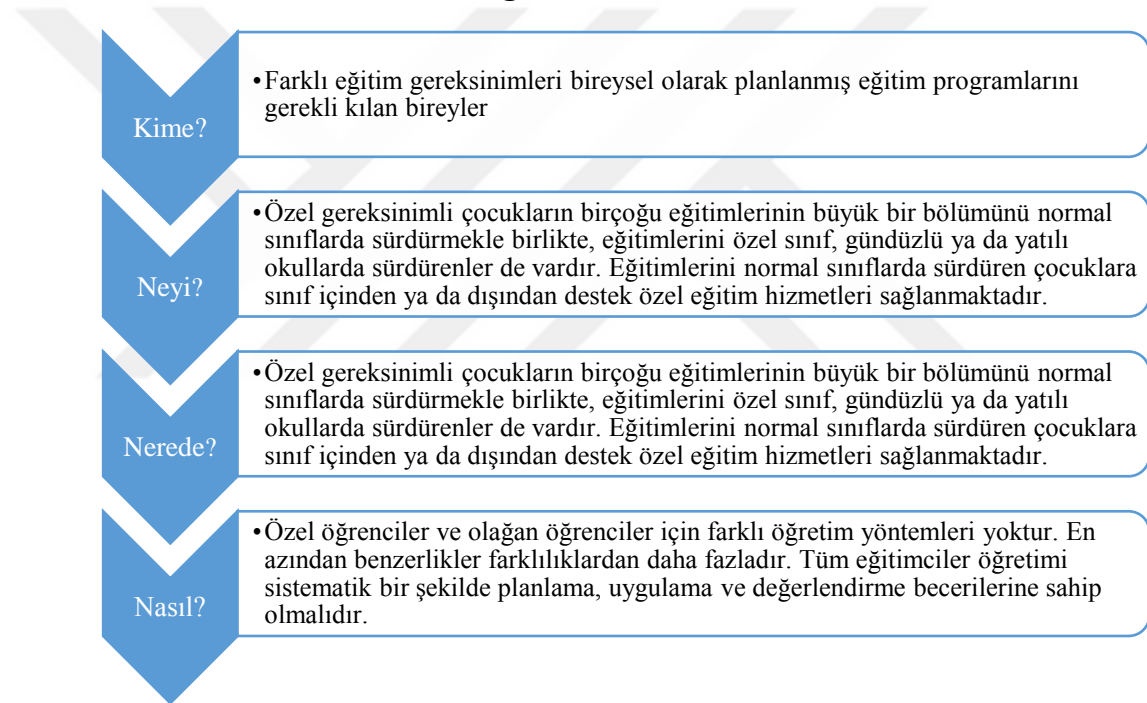 Kime?
•Farklı eğitim gereksinimleri bireysel olarak planlanmış eğitim programlarını
gerekli kılan bireyler
Neyi?
•Özel gereksinimli çocukların birçoğu eğitimlerinin büyük bir bölümünü normal
sınıflarda sürdürmekle birlikte, eğitimlerini özel sınıf, gündüzlü ya da yatılı
okullarda sürdürenler de vardır. Eğitimlerini normal sınıflarda sürdüren çocuklara
sınıf içinden ya da dışından destek özel eğitim hizmetleri sağlanmaktadır.
Nerede?
•Özel gereksinimli çocukların birçoğu eğitimlerinin büyük bir bölümünü normal
sınıflarda sürdürmekle birlikte, eğitimlerini özel sınıf, gündüzlü ya da yatılı
okullarda sürdürenler de vardır. Eğitimlerini normal sınıflarda sürdüren çocuklara
sınıf içinden ya da dışından destek özel eğitim hizmetleri sağlanmaktadır.
Nasıl?
•Özel öğrenciler ve olağan öğrenciler için farklı öğretim yöntemleri yoktur. En
azından benzerlikler farklılıklardan daha fazladır. Tüm eğitimciler öğretimi
sistematik bir şekilde planlama, uygulama ve değerlendirme becerilerine sahip
olmalıdır.